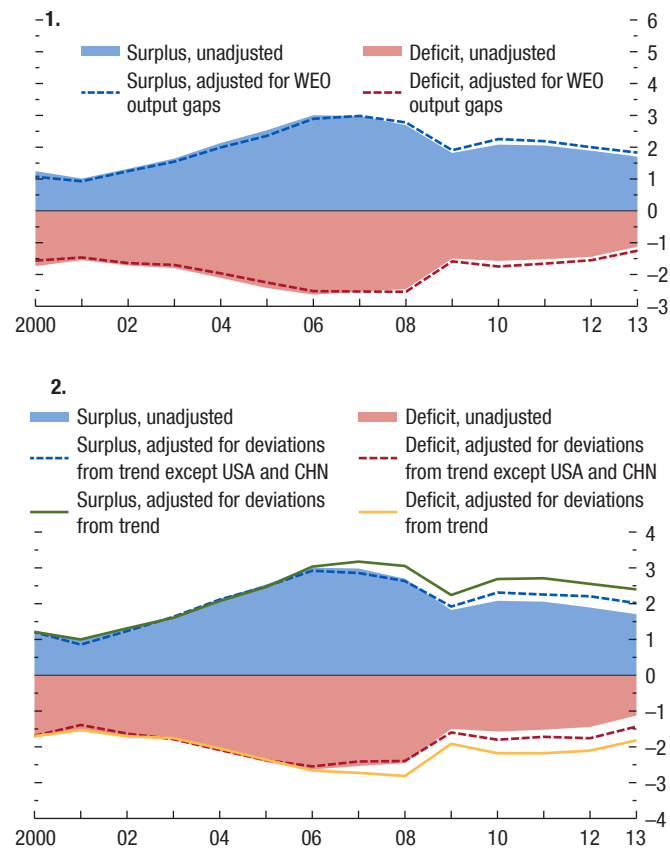 1.
Surplus, unadjusted
Deficit, unadjusted
Surplus, adjusted for WEO
output gaps
Deficit, adjusted for WEO
output gaps
6
5
4
3
2
1
0
–1
–2
–3
2000 02 04 06 08 10 12 13
2.
Surplus, unadjusted
Deficit, unadjusted
Surplus, adjusted for deviations
from trend except USA and CHN
Deficit, adjusted for deviations
from trend except USA and CHN
Surplus, adjusted for deviations
from trend
Deficit, adjusted for deviations
from trend
4
3
2
1
0
–1
–2
–3
–4
2000 02 04 06 08 10 12 13